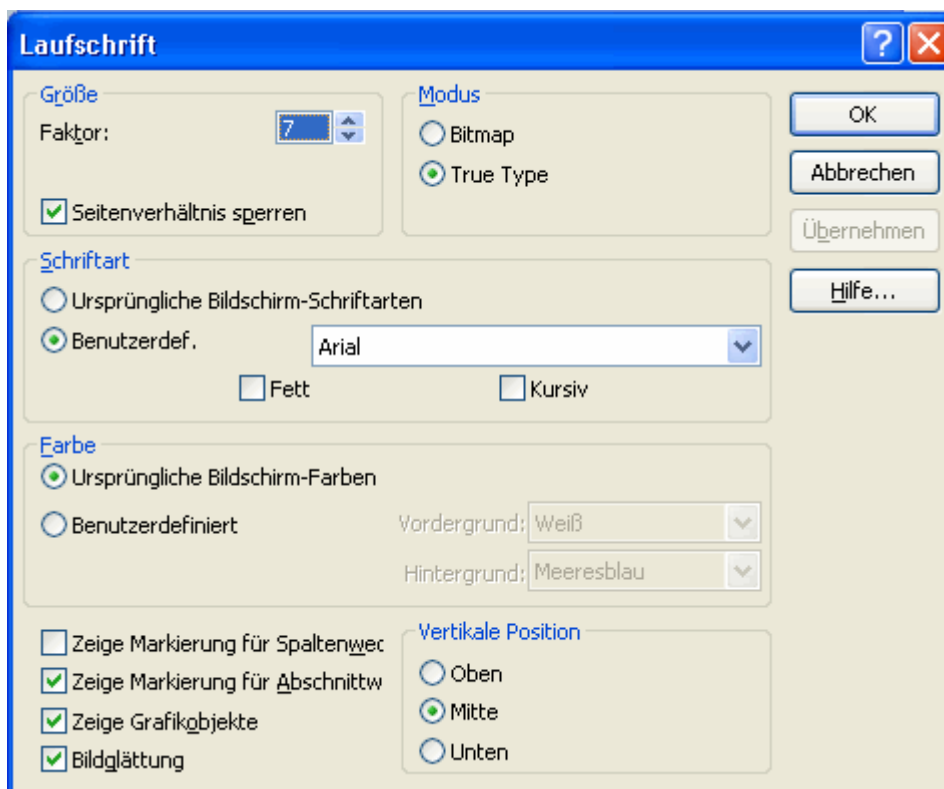 Laufschrift
Größe
Faktor:
7
Seitenverhältnis sperren
Modus
Bitmap
True Type
OK
Abbrechen
Übernehmen
Hilfe...
Schriftart
Ursprüngliche Bildschirm-Schriftarten
Benutzerdef.
Arial
Fett
Kursiv
Farbe
Ursprüngliche Bildschirm-Farben
Benutzerdefiniert
Vordergrund: Weiß
Hintergrund: Meeresblau
Zeige Markierung für Spaltenwec
Zeige Markierung für Abschnittw
Zeige Grafikobjekte
Bildglättung
Vertikale Position
Oben
Mitte
Unten